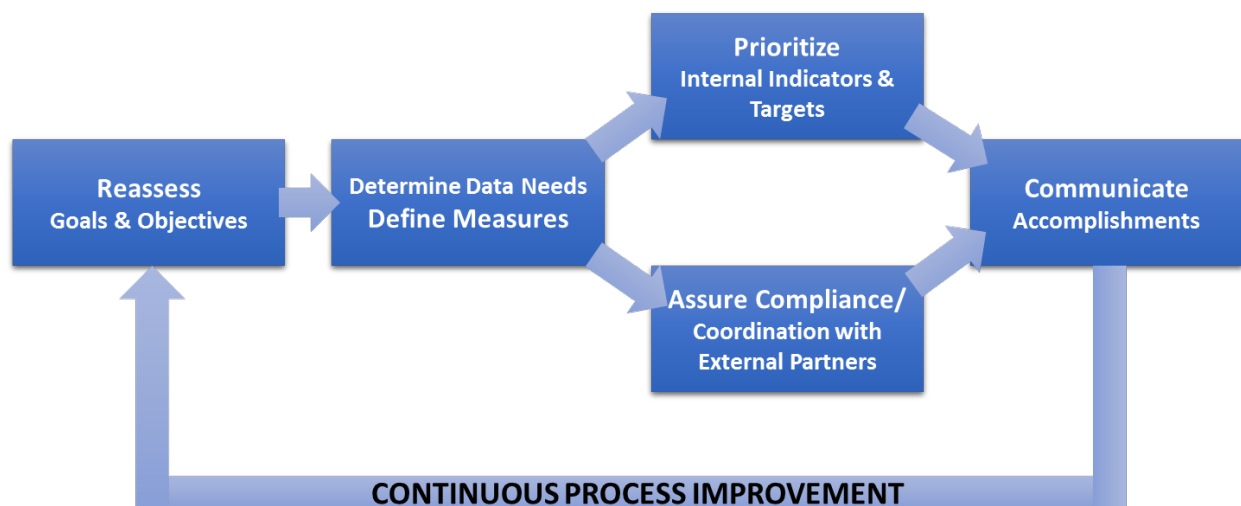 Reassess
Goals & Objectives
Determine Data Needs
Define Measures
Prioritize
Internal Indicators &
Targets
Assure Compliance/
Coordination with
External Partners
Communicate
Accomplishments
CONTINUOUS PROCESS IMPROVEMENT